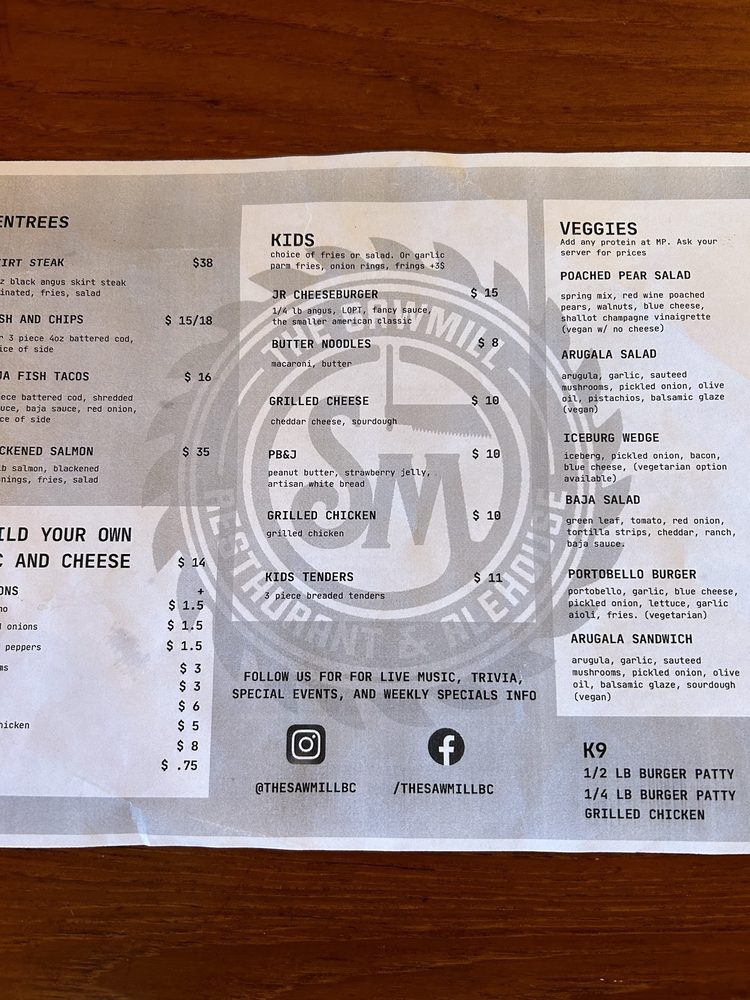 ENTREES
IRT STEAK $38
z black angus skirt steak
inated, fries, salad
SH AND CHIPS $ 15/18
r 3 piece 4oz battered cod,
ice of side
JA FISH TACOS $ 16
ece battered cod, shredded
uce, baja sauce, red onion,
ce of side
CKENED SALMON $ 35
lb salmon, blackened
nings, fries, salad
ILD YOUR OWN
C AND CHEESE $ 14
ONS +
no $ 1.5
d onions $ 1.5
peppers $ 1.5
ms $ 3
$ 3
$ 6
hicken $ 5
$ 8
$ .75
KIDS
choice of fries or salad. Or garlic
parm fries, onion rings, frings +3$
JR CHEESEBURGER $ 15
1/4 lb angus, LOPT, fancy sauce,
the smaller american classic
BUTTER NOODLES $ 8
macaroni, butter
GRILLED CHEESE $ 10
cheddar cheese, sourdough
PB&J $ 10
peanut butter, strawberry jelly,
artisan white bread
GRILLED CHICKEN $ 10
grilled chicken
KIDS TENDERS $ 11
3 piece breaded tenders
THE SAWMILL
SM
RESTAURANT & ALEHOUSE
FOLLOW US FOR FOR LIVE MUSIC, TRIVIA,
SPECIAL EVENTS, AND WEEKLY SPECIALS INFO
@THESAWMILLBC /THESAWMILLBC
VEGGIES
Add any protein at MP. Ask your
server for prices
POACHED PEAR SALAD
spring mix, red wine poached
pears, walnuts, blue cheese,
shallot champagne vinaigrette
(vegan w/ no cheese)
ARUGALA SALAD
arugula, garlic, sauteed
mushrooms, pickled onion, olive
oil, pistachios, balsamic glaze
(vegan)
ICEBURG WEDGE
iceberg, pickled onion, bacon,
blue cheese, (vegetarian option
available)
BAJA SALAD
green leaf, tomato, red onion,
tortilla strips, cheddar, ranch,
baja sauce.
PORTOBELLO BURGER
portobello, garlic, blue cheese,
pickled onion, lettuce, garlic
aioli, fries. (vegetarian)
ARUGALA SANDWICH
arugula, garlic, sauteed
mushrooms, pickled onion, olive
oil, balsamic glaze, sourdough
(vegan)
K9
1/2 LB BURGER PATTY
1/4 LB BURGER PATTY
GRILLED CHICKEN